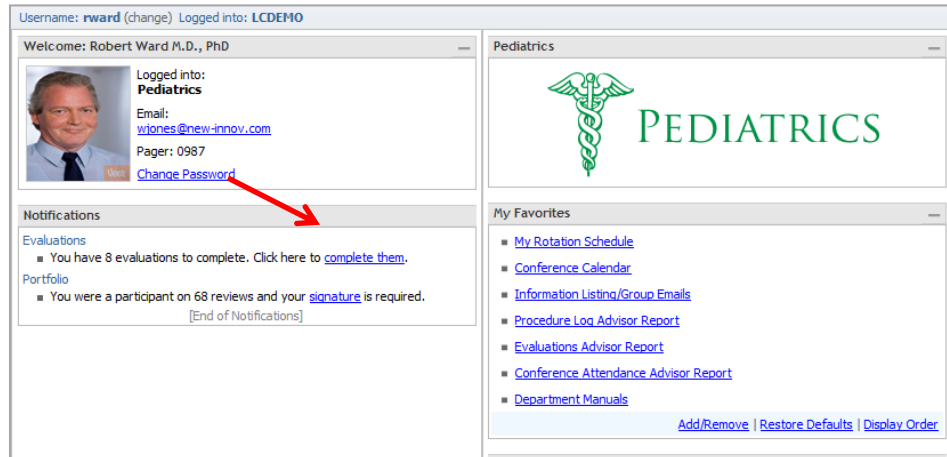 Username: rward (change) Logged into: LCDEMO
Welcome: Robert Ward M.D., PhD
Logged into:
Pediatrics
Email:
wjones@new-innov.com
Pager: 0987
Change Password
Notifications
Evaluations
You have 8 evaluations to complete. Click here to complete them.
Portfolio
You were a participant on 68 reviews and your signature is required.
[End of Notifications]
Pediatrics
PEDIATRICS
My Favorites
My Rotation Schedule
Conference Calendar
Information Listing/Group Emails
Procedure Log Advisor Report
Evaluations Advisor Report
Conference Attendance Advisor Report
Department Manuals
Add/Remove | Restore Defaults | Display Order